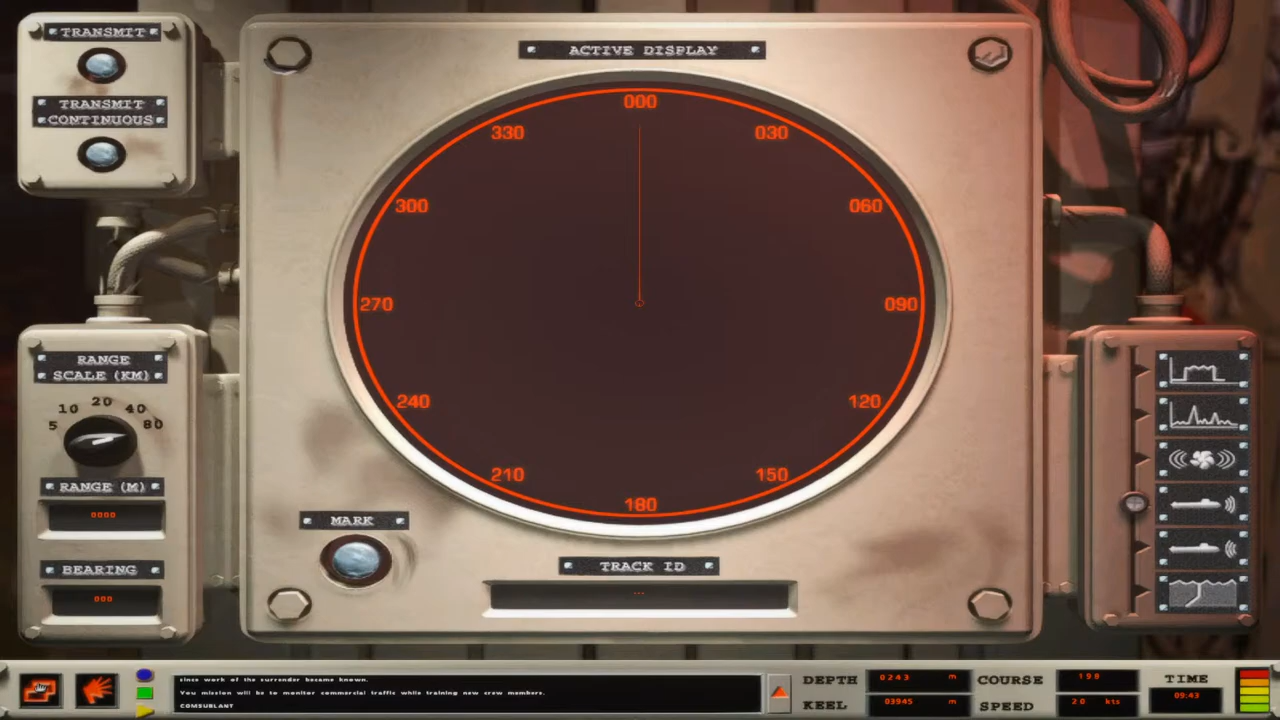 TRANSMIT
TRANSMIT
CONTINUOUS
ACTIVE DISPLAY
000
330
030
300
060
270
090
240
120
210
150
180
RANGE
SCALE (KM)
5 10 20 40 80
RANGE (M)
0000
BEARING
000
MARK
TRACK ID
...
since work of the surrender became known.
You mission will be to monitor commercial traffic while training new crew members.
COMSUBLANT
DEPTH 0243 m
KEEL 03945 m
COURSE 198
SPEED 20 kts
TIME
09:43